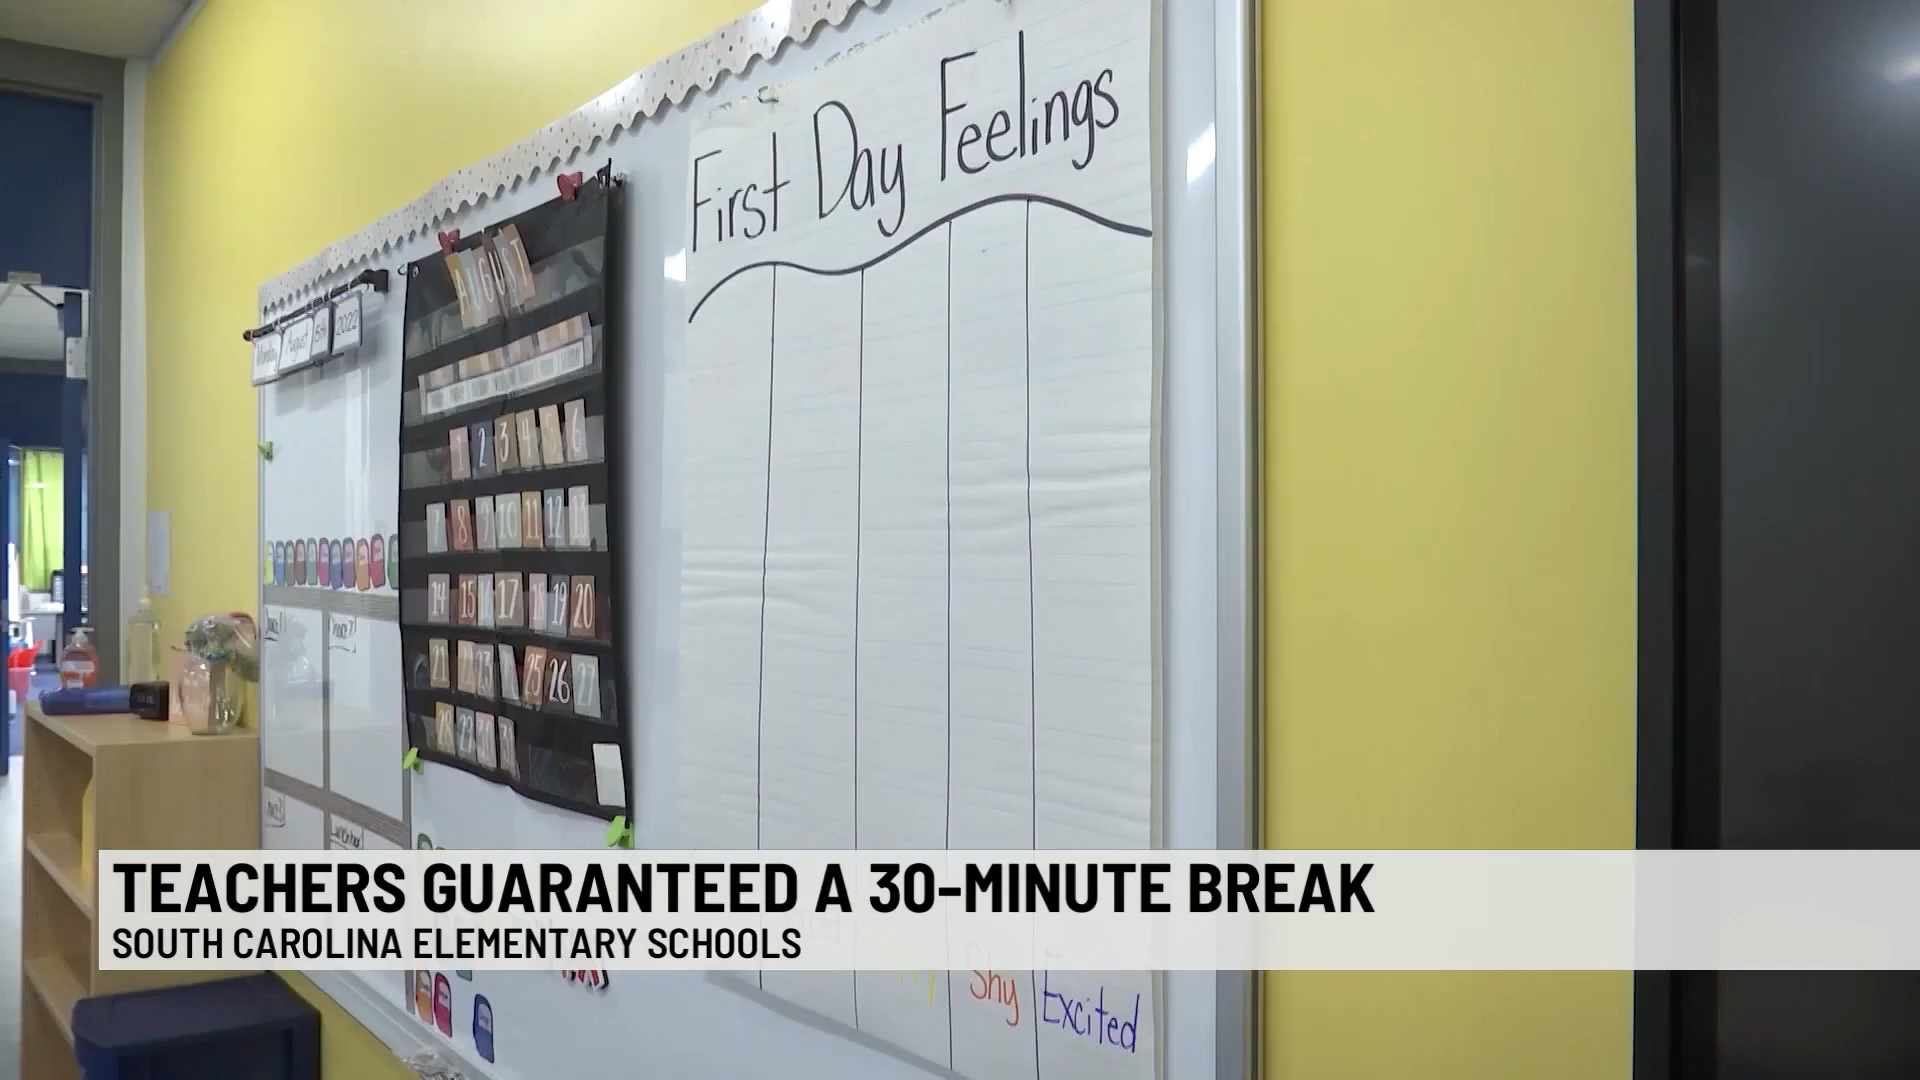 First Day Feelings
AUGUST
Monday August 15th 2022
1 2 3 4 5 6
7 8 9 10 11 12 13
14 15 16 17 18 19 20
21 22 23 25 26 27
28 29 30 31
TEACHERS GUARANTEED A 30-MINUTE BREAK
SOUTH CAROLINA ELEMENTARY SCHOOLS
Shy Excited